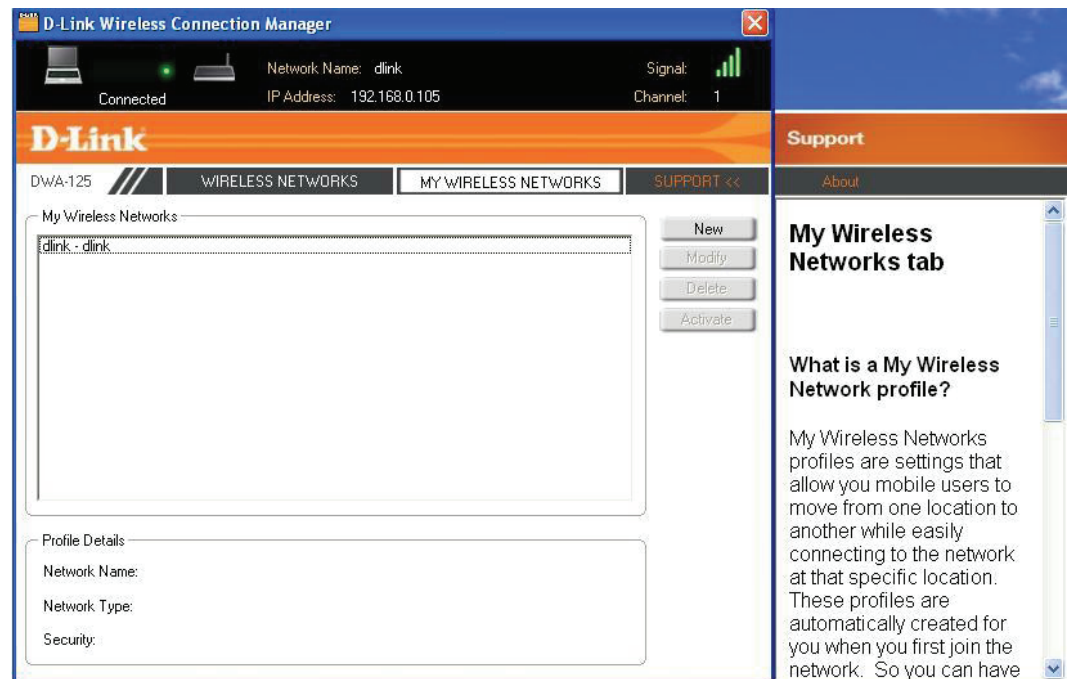 D-Link Wireless Connection Manager
Network Name: dlink
Signal:
Connected
IP Address: 192.168.0.105
Channel: 1
D-Link
DWA-125
WIRELESS NETWORKS
MY WIRELESS NETWORKS
SUPPORT <<
My Wireless Networks
dlink - dlink
New
Modify
Delete
Activate
Profile Details
Network Name:
Network Type:
Security:
Support
About
My Wireless
Networks tab
What is a My Wireless
Network profile?
My Wireless Networks
profiles are settings that
allow you mobile users to
move from one location to
another while easily
connecting to the network
at that specific location.
These profiles are
automatically created for
you when you first join the
network. So you can have